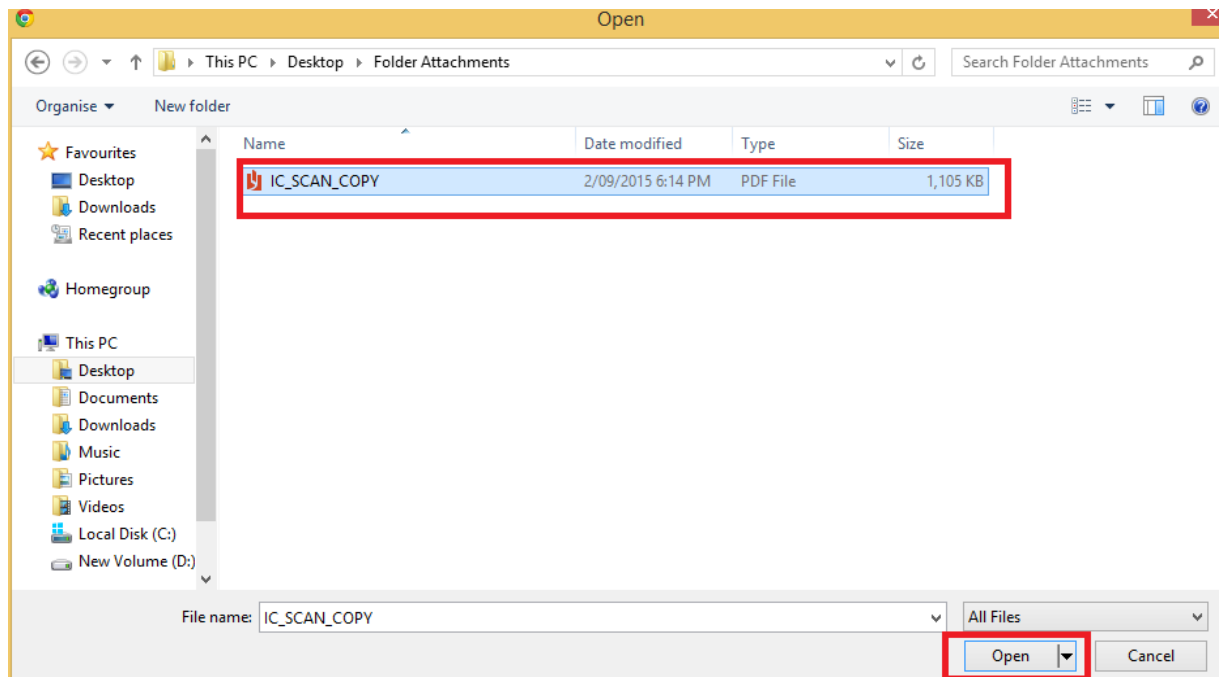 Open
This PC Desktop Folder Attachments
Search Folder Attachments
Organise New folder
Name Date modified Type Size
IC_SCAN_COPY 2/09/2015 6:14 PM PDF File 1,105 KB
Favourites
Desktop
Downloads
Recent places
Homegroup
This PC
Desktop
Documents
Downloads
Music
Pictures
Videos
Local Disk (C:)
New Volume (D:)
File name: IC_SCAN_COPY All Files
Open Cancel